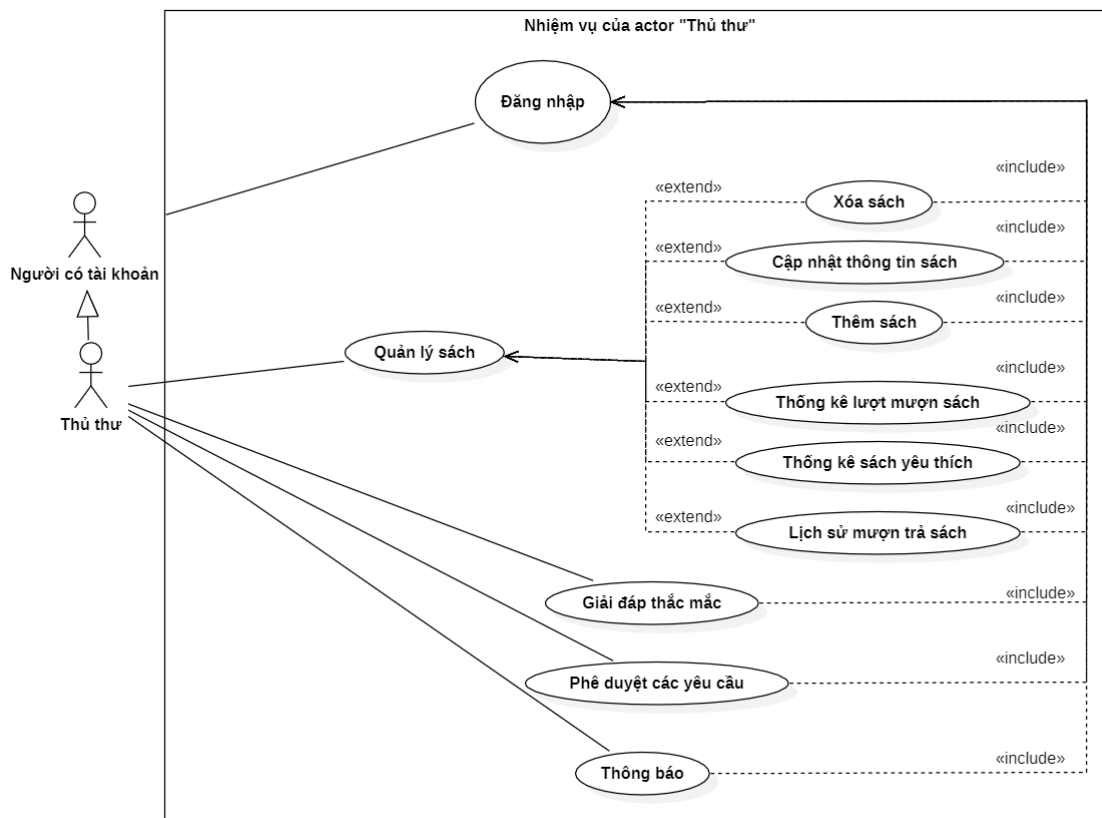 Nhiệm vụ của actor "Thủ thư"
Đăng nhập
«include»
«extend»
Xóa sách
«include»
«extend»
Cập nhật thông tin sách
Người có tài khoản
«include»
«extend»
Thêm sách
Quản lý sách
«include»
«extend»
Thống kê lượt mượn sách
Thủ thư
«include»
«extend»
Thống kê sách yêu thích
«include»
«extend»
Lịch sử mượn trả sách
«include»
Giải đáp thắc mắc
«include»
Phê duyệt các yêu cầu
«include»
Thông báo